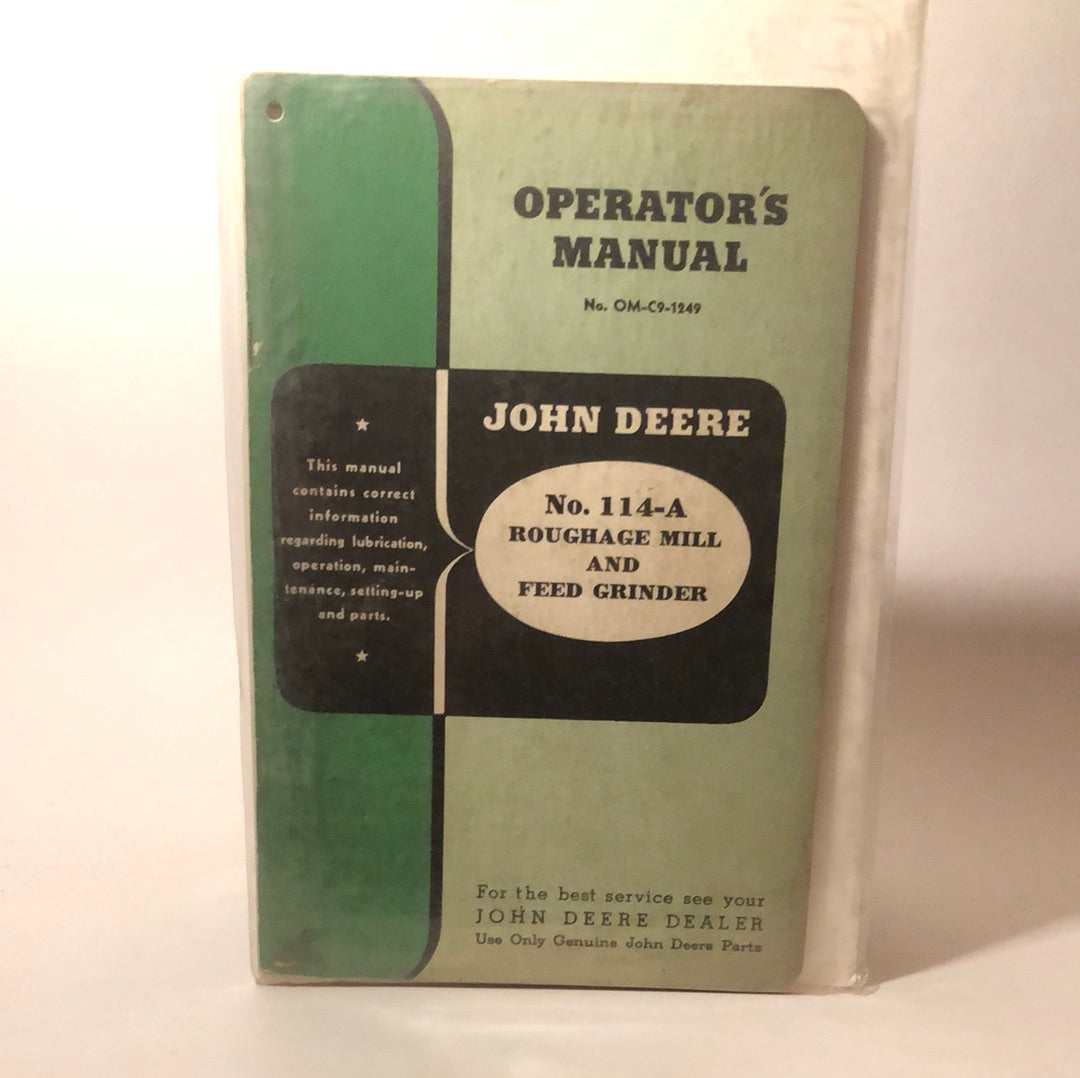 OPERATOR'S
MANUAL
No. OM-C9-1249
JOHN DEERE
No. 114-A
ROUGHAGE MILL
AND
FEED GRINDER
★
This manual
contains correct
information
regarding lubrication,
operation, main-
tenance, setting-up
and parts.
★
For the best service see your
JOHN DEERE DEALER
Use Only Genuine John Deere Parts